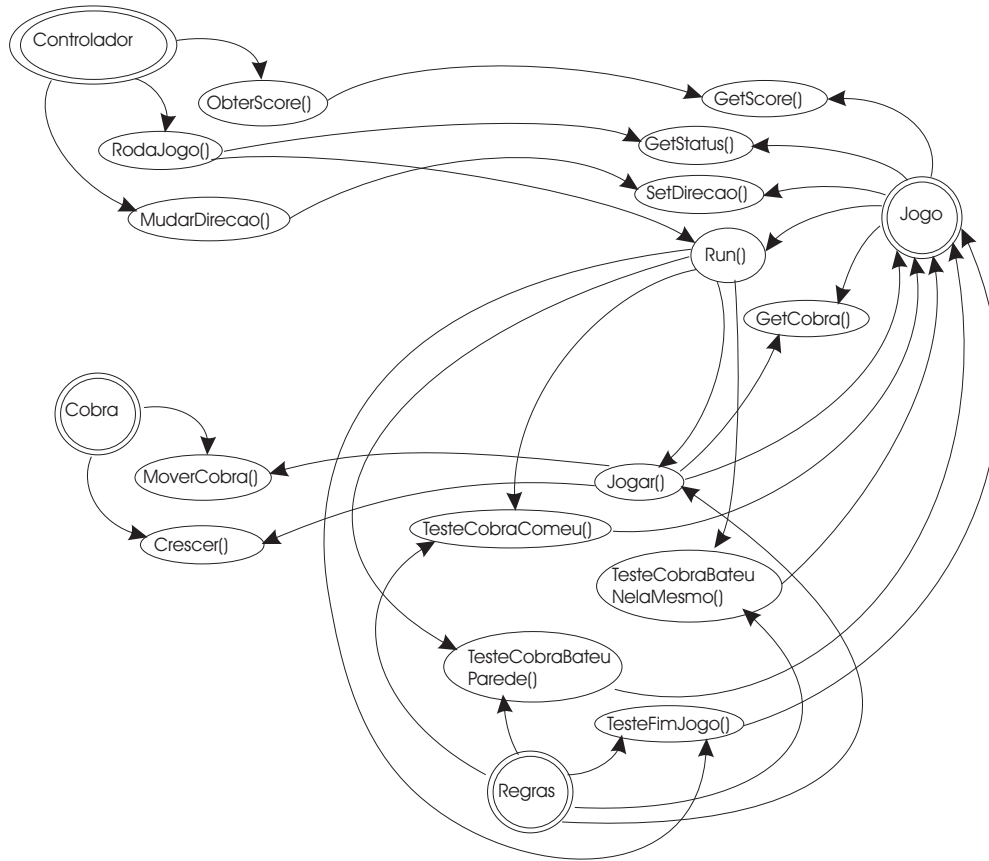 Controlador
ObterScore()
GetScore()
RodaJogo()
GetStatus()
SetDirecao()
MudarDirecao()
Jogo
Run()
GetCobra()
Cobra
MoverCobra()
Jogar()
TesteCobraComeu()
Crescer()
TesteCobraBateu
NelaMesmo()
TesteCobraBateu
Parede()
TesteFimJogo()
Regras